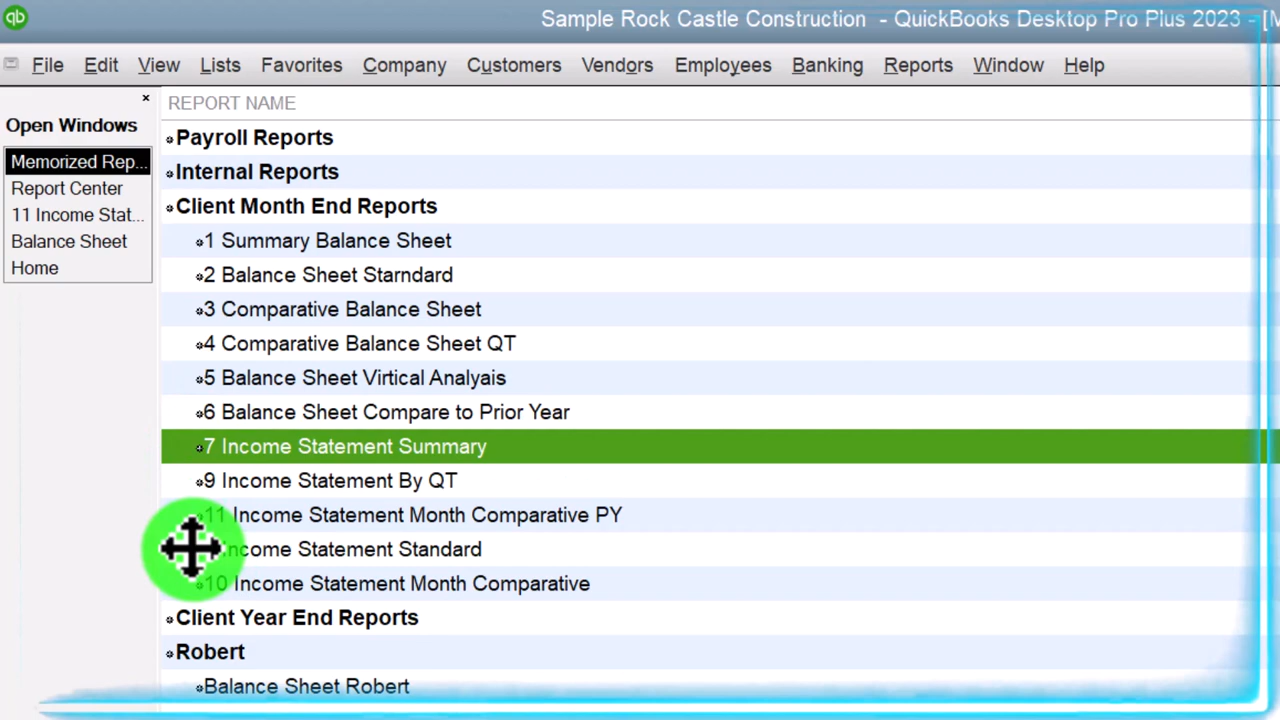 qb
Sample Rock Castle Construction - QuickBooks Desktop Pro Plus 2023 - [M
File Edit View Lists Favorites Company Customers Vendors Employees Banking Reports Window Help
Open Windows
Memorized Rep...
Report Center
11 Income Stat...
Balance Sheet
Home
REPORT NAME
Payroll Reports
Internal Reports
Client Month End Reports
1 Summary Balance Sheet
2 Balance Sheet Starndard
3 Comparative Balance Sheet
4 Comparative Balance Sheet QT
5 Balance Sheet Virtical Analyais
6 Balance Sheet Compare to Prior Year
7 Income Statement Summary
9 Income Statement By QT
11 Income Statement Month Comparative PY
Income Statement Standard
10 Income Statement Month Comparative
Client Year End Reports
Robert
Balance Sheet Robert